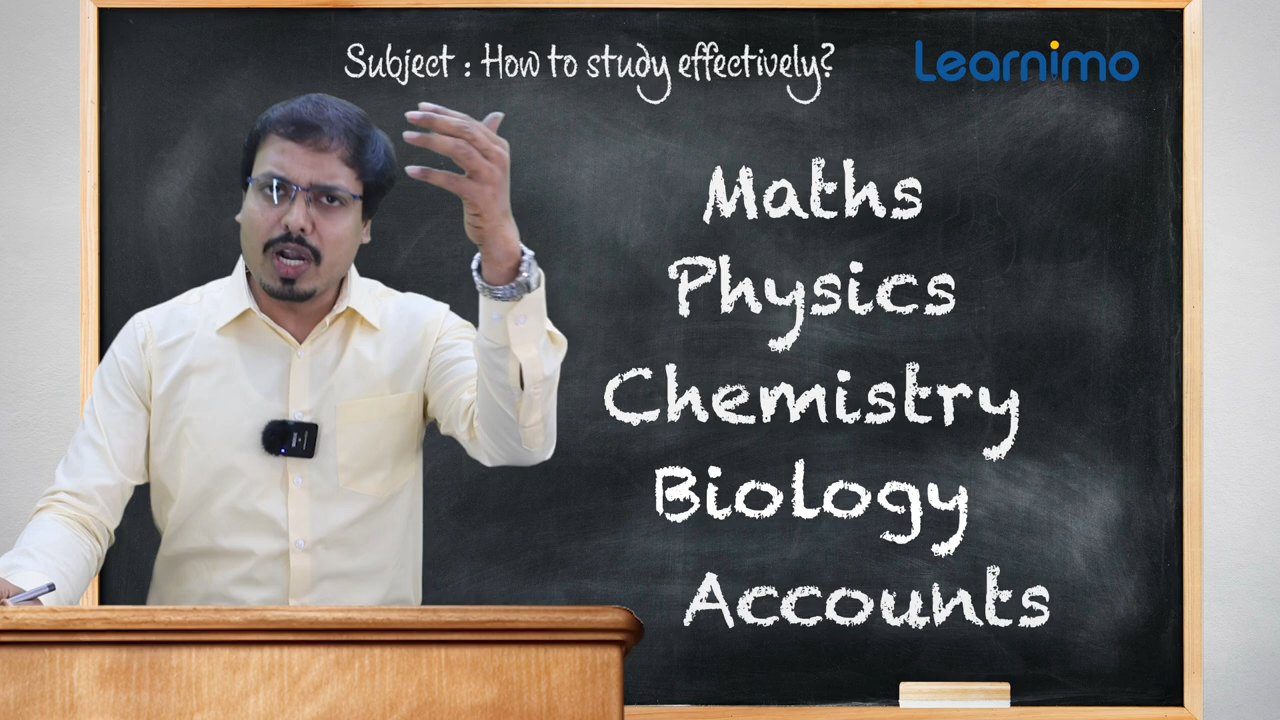 Subject : How to study effectively?
Learnimo
Maths
Physics
Chemistry
Biology
Accounts